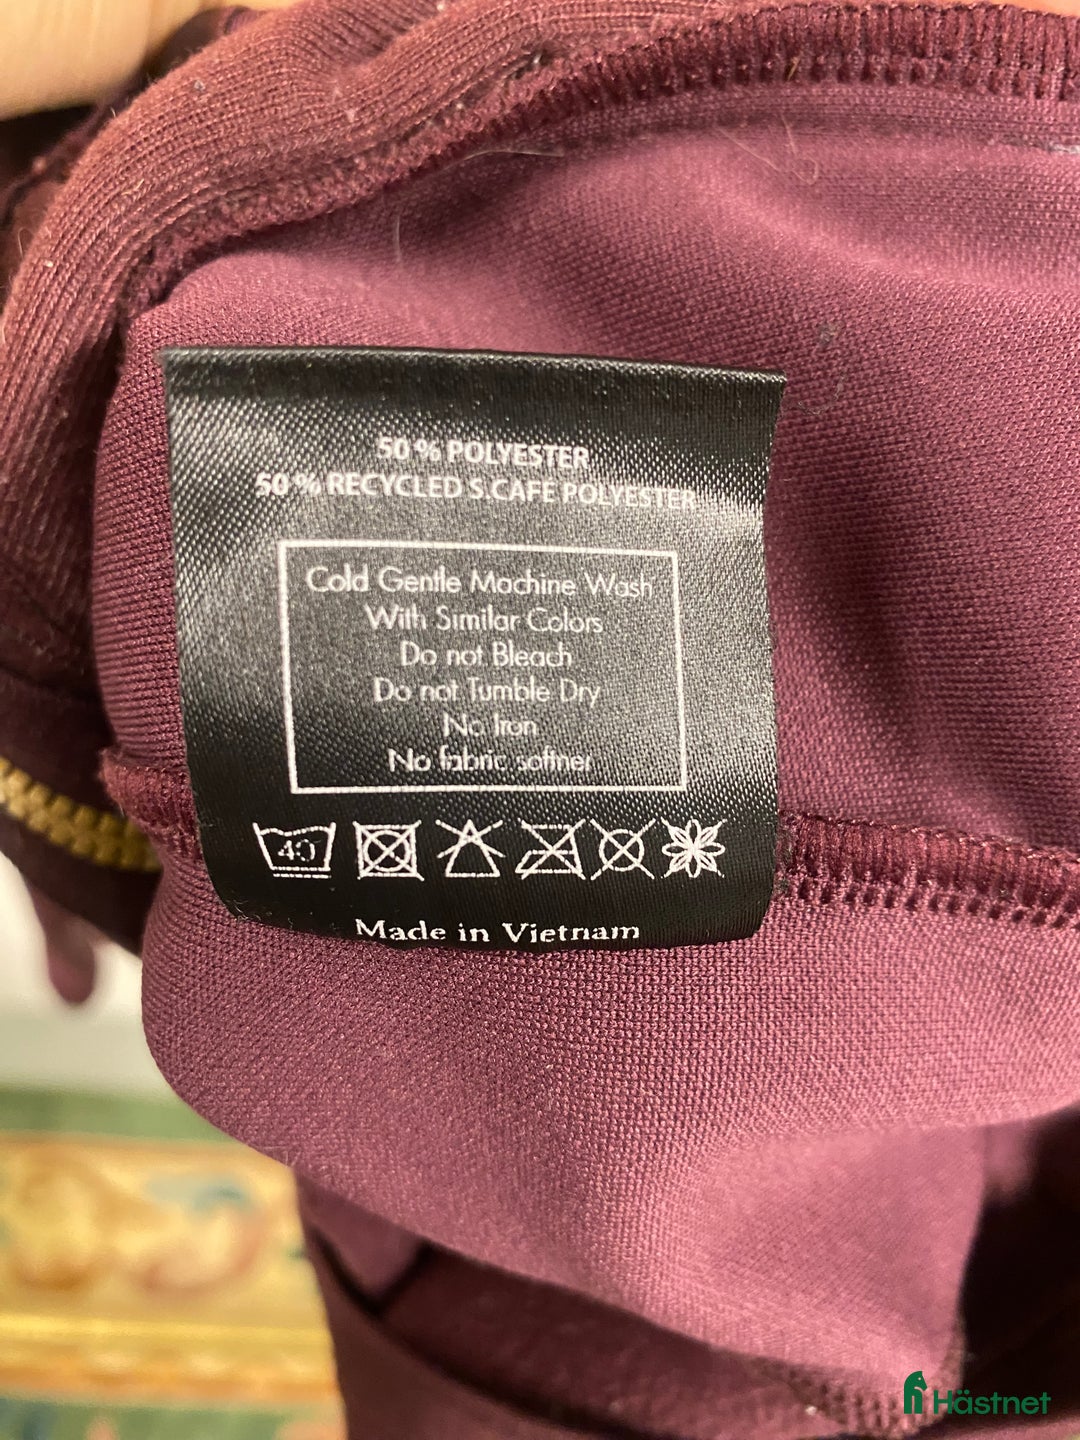 50 % POLYESTER
50 % RECYCLED S.CAFE POLYESTER
Cold Gentle Machine Wash
With Similar Colors
Do not Bleach
Do not Tumble Dry
No Iron
No fabric softner
40
Made in Vietnam
Hästnet